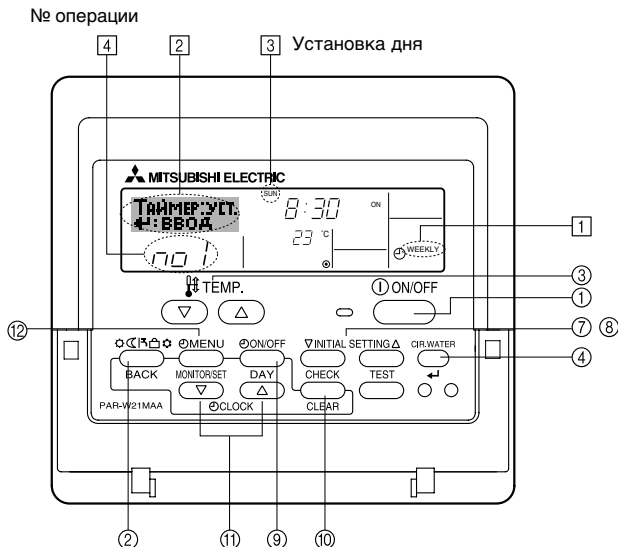 № операции
4 2 3 Установка дня
MITSUBISHI ELECTRIC
SUN
ТАЙМЕР:УСТ.
8:30 ON
↵:ВВОД
23 °C
WEEKLY 1
no 1
TEMP. ON/OFF ③
▽ △ ①
⑫ ⑦ ⑧
MENU ON/OFF ▽INITIAL SETTING△ CIR.WATER
④
BACK MONITOR/SET DAY CHECK TEST ↵
▽ △
PAR-W21MAA CLOCK CLEAR
② ⑪ ⑨ ⑩